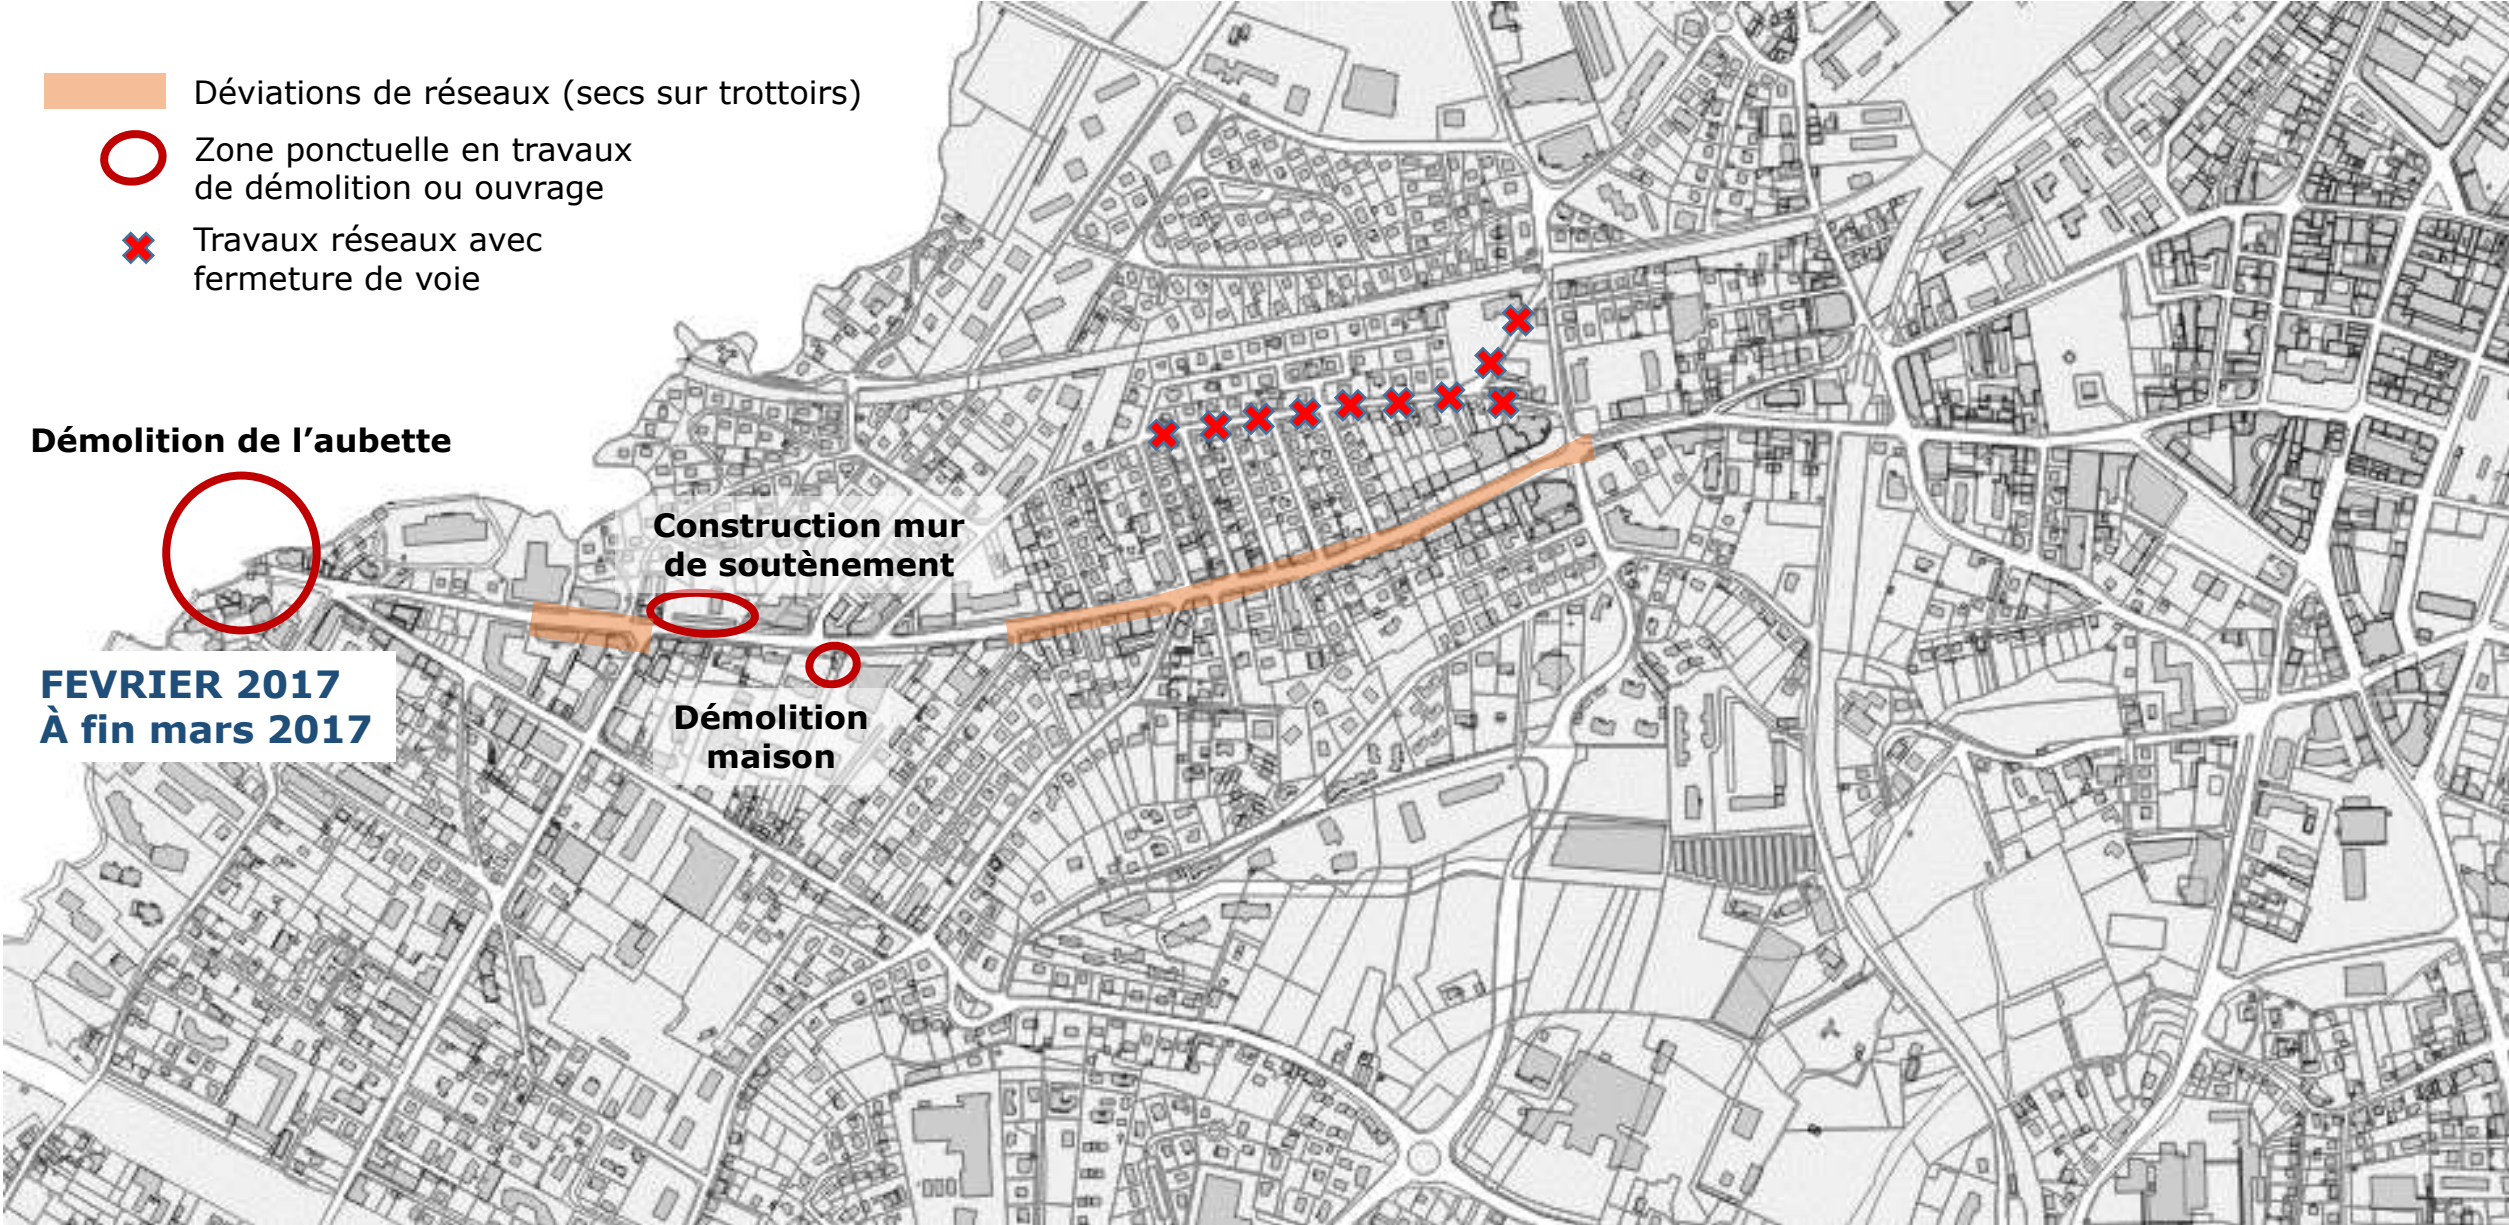 Déviations de réseaux (secs sur trottoirs)
Zone ponctuelle en travaux
de démolition ou ouvrage
Travaux réseaux avec
fermeture de voie
Démolition de l’aubette
Construction mur
de soutènement
FEVRIER 2017
À fin mars 2017
Démolition
maison